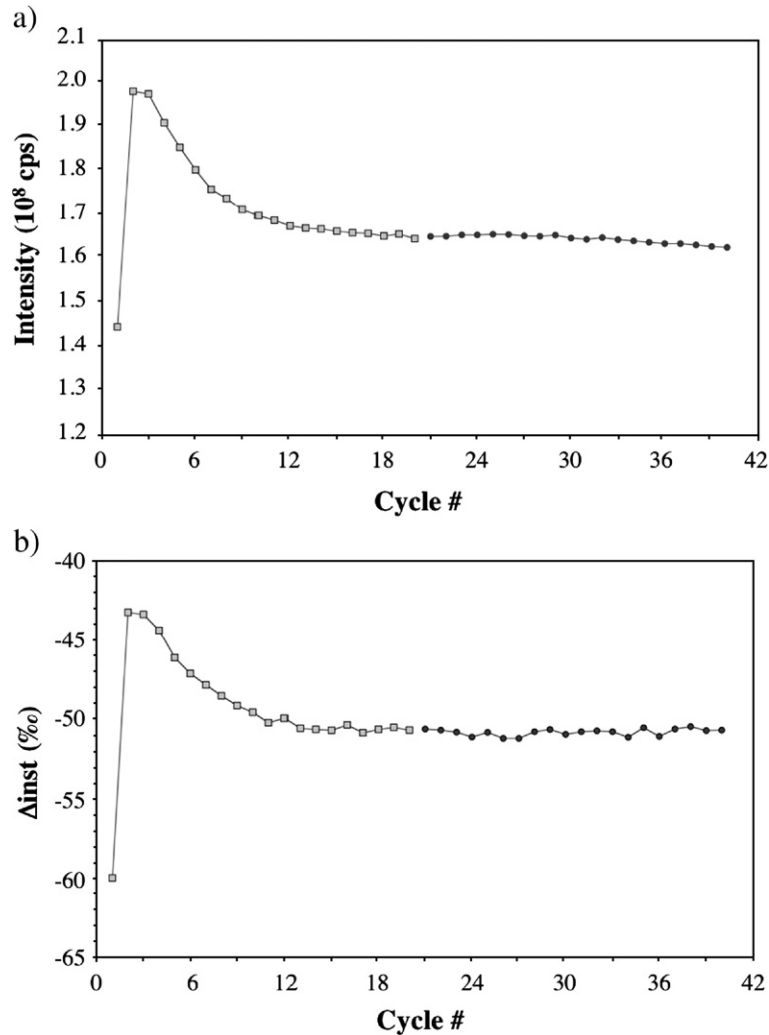 a)
2.1
2.0
1.9
1.8
1.7
1.6
1.5
1.4
1.3
1.2
Intensity (10⁸ cps)
0 6 12 18 24 30 36 42
Cycle #
b)
-40
-45
-50
-55
-60
-65
Δinst (‰)
0 6 12 18 24 30 36 42
Cycle #